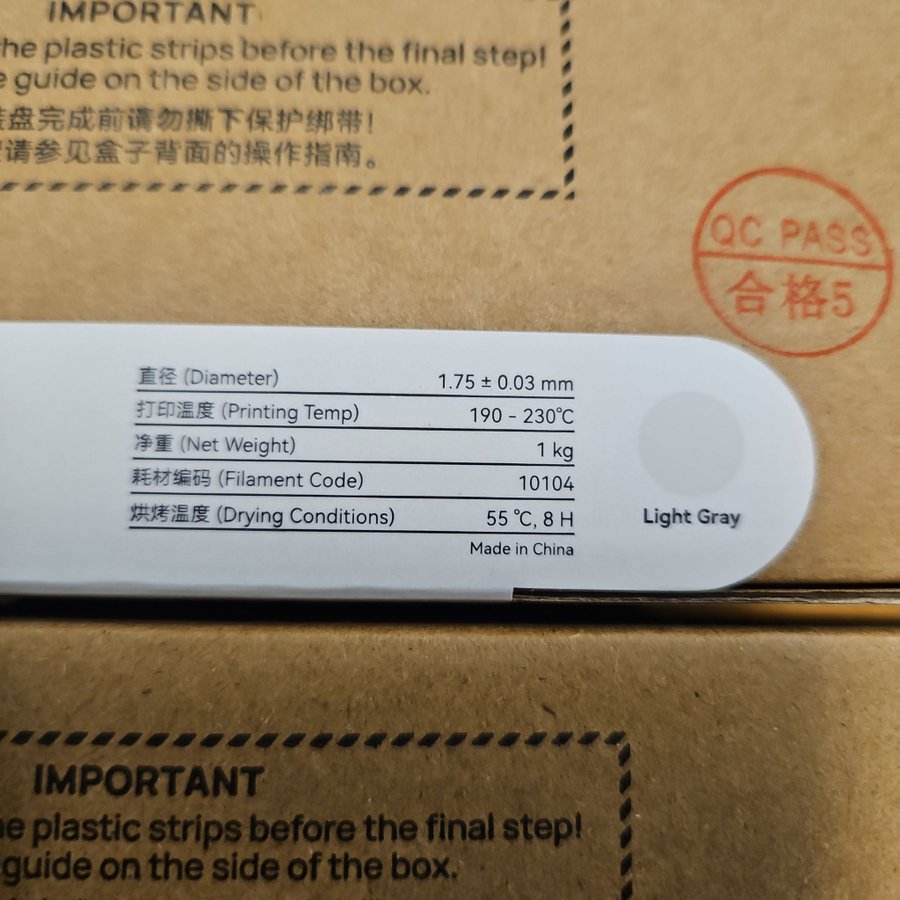 IMPORTANT
the plastic strips before the final step!
guide on the side of the box.
盘完成前请勿撕下保护绑带!
请参见盒子背面的操作指南。
QC PASS
合格5
直径 (Diameter) 1.75 ± 0.03 mm
打印温度 (Printing Temp) 190 - 230℃
净重 (Net Weight) 1 kg
耗材编码 (Filament Code) 10104
烘烤温度 (Drying Conditions) 55 ℃, 8 H
Made in China
Light Gray
IMPORTANT
plastic strips before the final step!
guide on the side of the box.